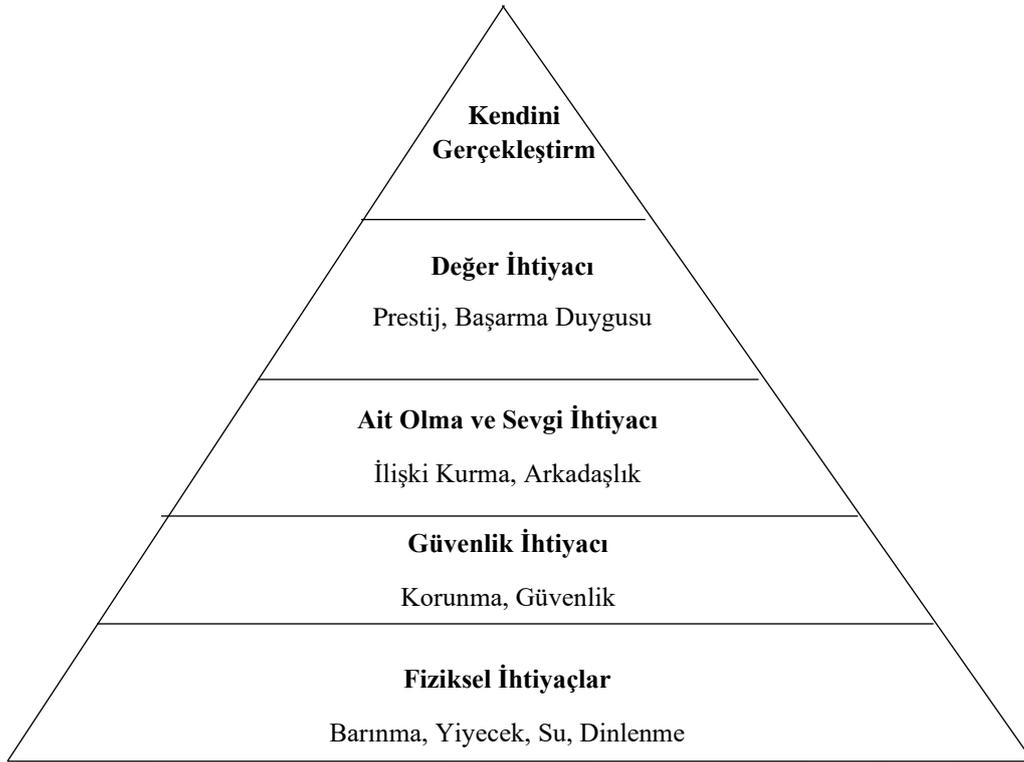 Kendini
Gerçekleştirm
Değer İhtiyacı
Prestij, Başarma Duygusu
Ait Olma ve Sevgi İhtiyacı
İlişki Kurma, Arkadaşlık
Güvenlik İhtiyacı
Korunma, Güvenlik
Fiziksel İhtiyaçlar
Barınma, Yiyecek, Su, Dinlenme